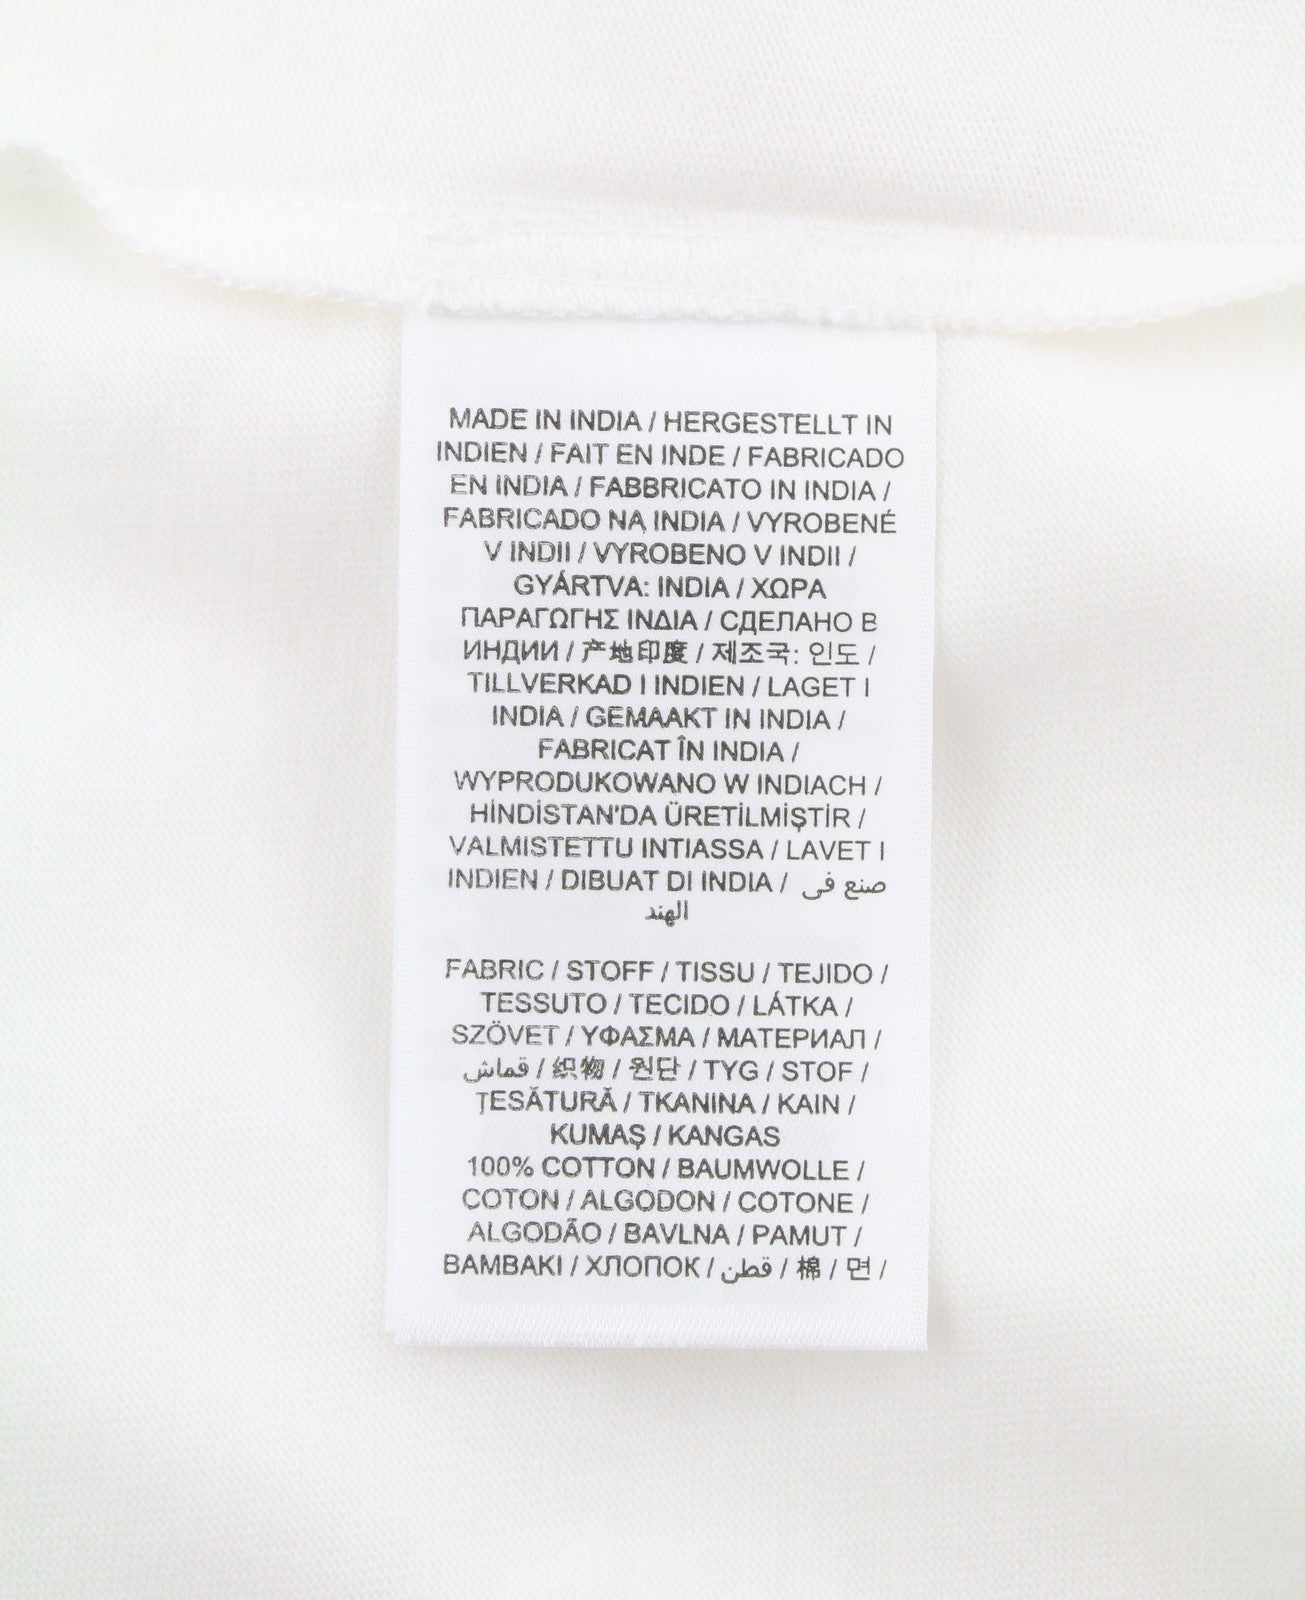 MADE IN INDIA / HERGESTELLT IN
INDIEN / FAIT EN INDE / FABRICADO
EN INDIA / FABBRICATO IN INDIA /
FABRICADO NA INDIA / VYROBENÉ
V INDII / VYROBENO V INDII /
GYÁRTVA: INDIA / ΧΩΡΑ
ΠΑΡΑΓΩΓΗΣ ΙΝΔΙΑ / СДЕЛАНО В
ИНДИИ / 产地印度 / 제조국: 인도 /
TILLVERKAD I INDIEN / LAGET I
INDIA / GEMAAKT IN INDIA /
FABRICAT ÎN INDIA /
WYPRODUKOWANO W INDIACH /
HİNDİSTAN'DA ÜRETİLMİŞTİR /
VALMISTETTU INTIASSA / LAVET I
INDIEN / DIBUAT DI INDIA / صنع فى
الهند
FABRIC / STOFF / TISSU / TEJIDO /
TESSUTO / TECIDO / LÁTKA /
SZÖVET / ΥΦΑΣΜΑ / МАТЕРИАЛ /
قماش / 织物 / 원단 / TYG / STOF /
ȚESĂTURĂ / TKANINA / KAIN /
KUMAŞ / KANGAS
100% COTTON / BAUMWOLLE /
COTON / ALGODON / COTONE /
ALGODÃO / BAVLNA / PAMUT /
BAMBAKI / ХЛОПОК / قطن / 棉 / 면 /